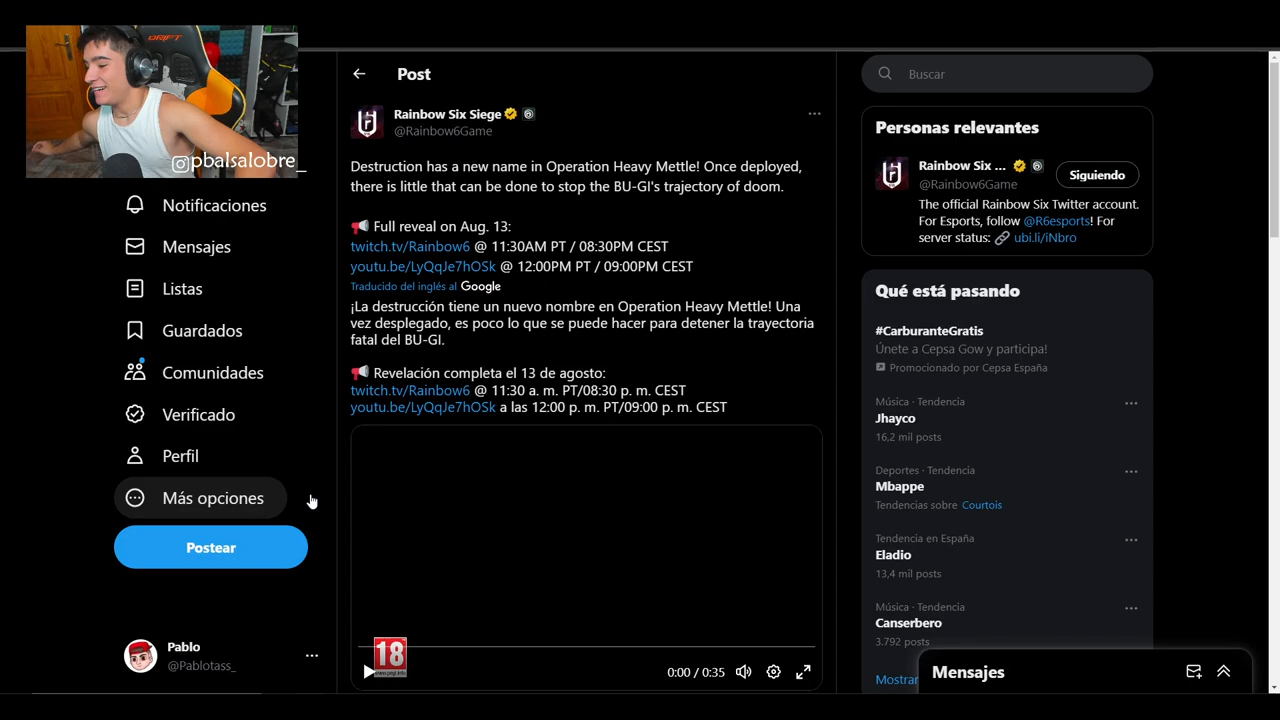 DRIFT
pbalsalobre_
Notificaciones
Mensajes
Listas
Guardados
Comunidades
Verificado
Perfil
Más opciones
Postear
Pablo
@Pablotass_
Post
Rainbow Six Siege
@Rainbow6Game
Destruction has a new name in Operation Heavy Mettle! Once deployed,
there is little that can be done to stop the BU-GI's trajectory of doom.
Full reveal on Aug. 13:
twitch.tv/Rainbow6 @ 11:30AM PT / 08:30PM CEST
youtu.be/LyQqJe7hOSk @ 12:00PM PT / 09:00PM CEST
Traducido del inglés al Google
¡La destrucción tiene un nuevo nombre en Operation Heavy Mettle! Una
vez desplegado, es poco lo que se puede hacer para detener la trayectoria
fatal del BU-GI.
Revelación completa el 13 de agosto:
twitch.tv/Rainbow6 @ 11:30 a. m. PT/08:30 p. m. CEST
youtu.be/LyQqJe7hOSk a las 12:00 p. m. PT/09:00 p. m. CEST
18
www.pegi.info
0:00 / 0:35
Buscar
Personas relevantes
Rainbow Six ...
@Rainbow6Game
Siguiendo
The official Rainbow Six Twitter account.
For Esports, follow @R6esports! For
server status: ubi.li/iNbro
Qué está pasando
#CarburanteGratis
Únete a Cepsa Gow y participa!
Promocionado por Cepsa España
Música · Tendencia
Jhayco
16,2 mil posts
Deportes · Tendencia
Mbappe
Tendencias sobre Courtois
Tendencia en España
Eladio
13,4 mil posts
Música · Tendencia
Canserbero
3.792 posts
Mostrar
Mensajes